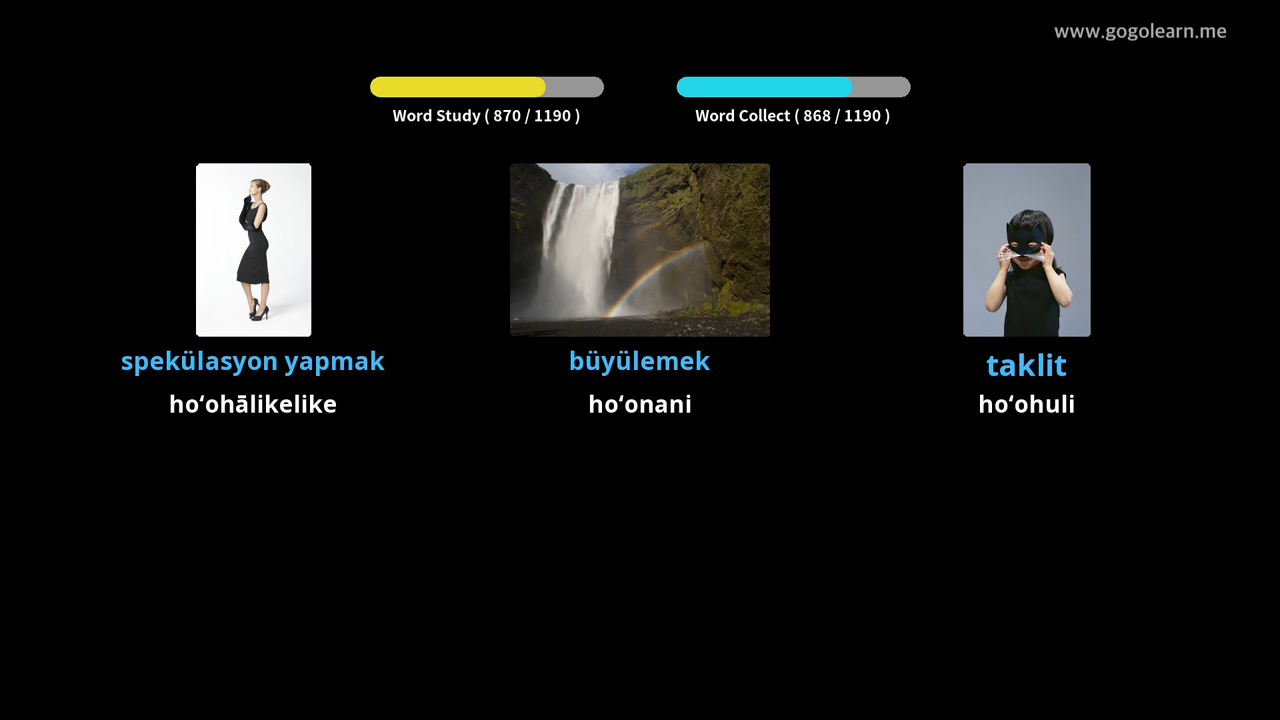 www.gogolearn.me
Word Study ( 870 / 1190 )
Word Collect ( 868 / 1190 )
spekülasyon yapmak
hoʻohālikelike
büyülemek
hoʻonani
taklit
hoʻohuli